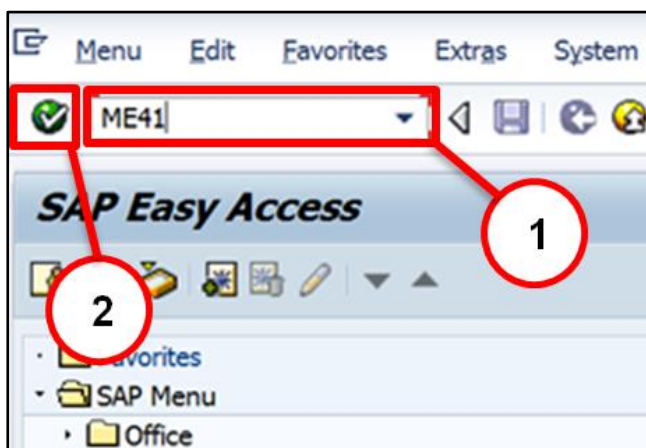 Menu Edit Favorites Extras System
ME41
SAP Easy Access
1
2
Favorites
SAP Menu
Office